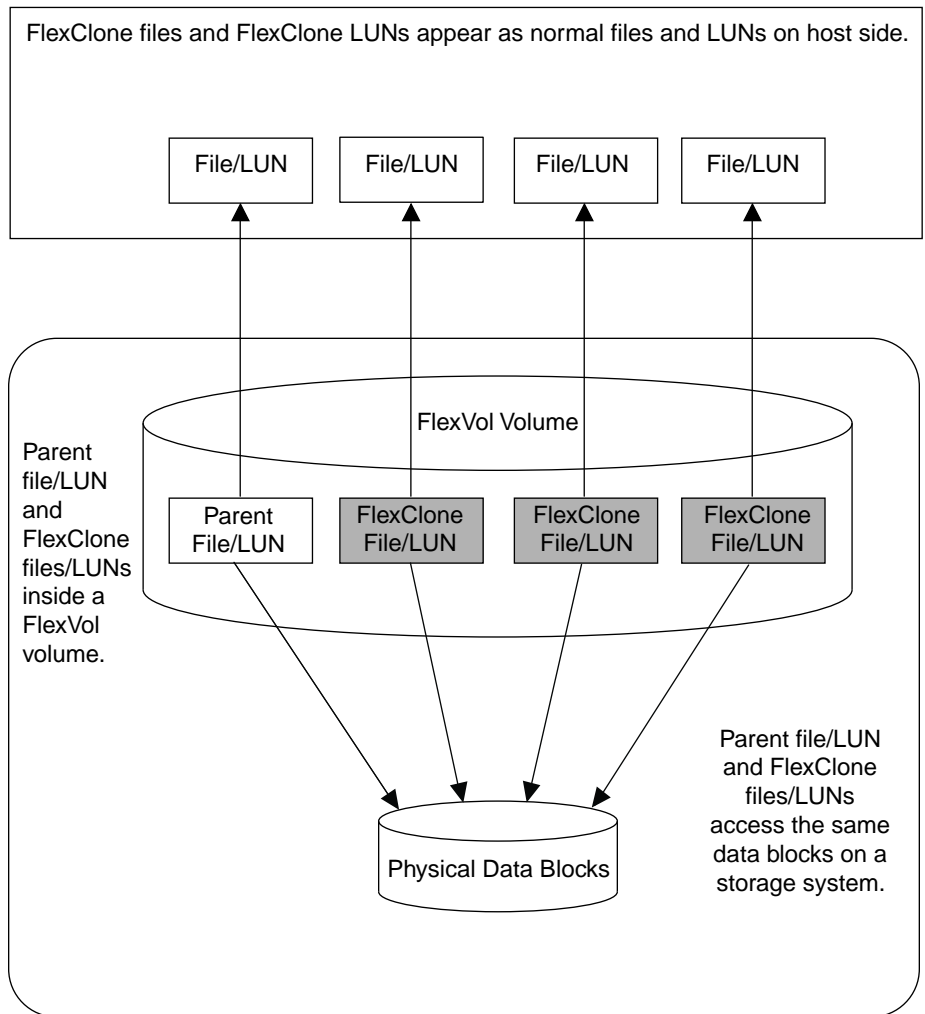 FlexClone files and FlexClone LUNs appear as normal files and LUNs on host side.
File/LUN
File/LUN
File/LUN
File/LUN
FlexVol Volume
Parent
file/LUN
and
FlexClone
files/LUNs
inside a
FlexVol
volume.
Parent
File/LUN
FlexClone
File/LUN
FlexClone
File/LUN
FlexClone
File/LUN
Parent file/LUN
and FlexClone
files/LUNs
access the same
data blocks on a
storage system.
Physical Data Blocks